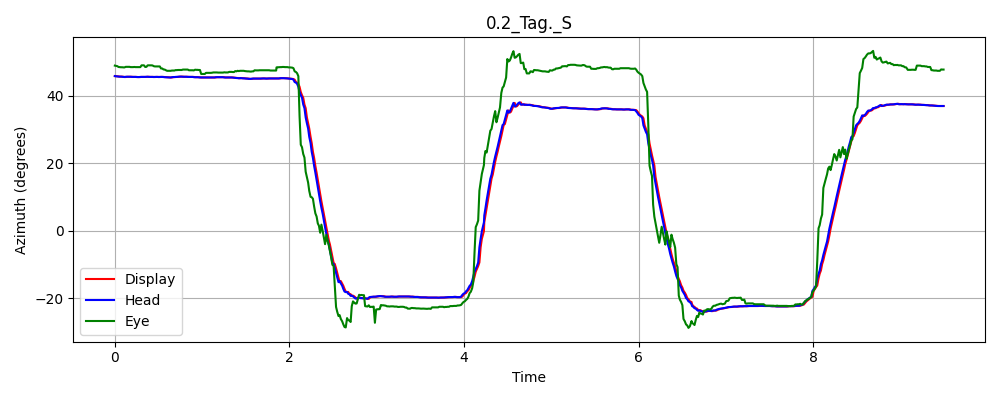 0.2_Tag._S
Azimuth (degrees)
40
20
0
−20
Display
Head
Eye
0 2 4 6 8
Time